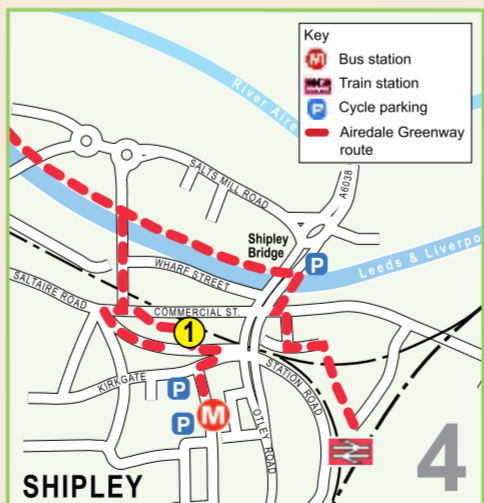 Key
Bus station
Train station
P
Cycle parking
Airedale Greenway
route
River Aire
SALTS MILL ROAD
A6038
Shipley
Bridge
P
WHARF STREET
Leeds & Liverpo
SALTAIRE ROAD
COMMERCIAL ST.
1
KIRKGATE
STATION ROAD
P
P
M
OTLEY ROAD
4
SHIPLEY